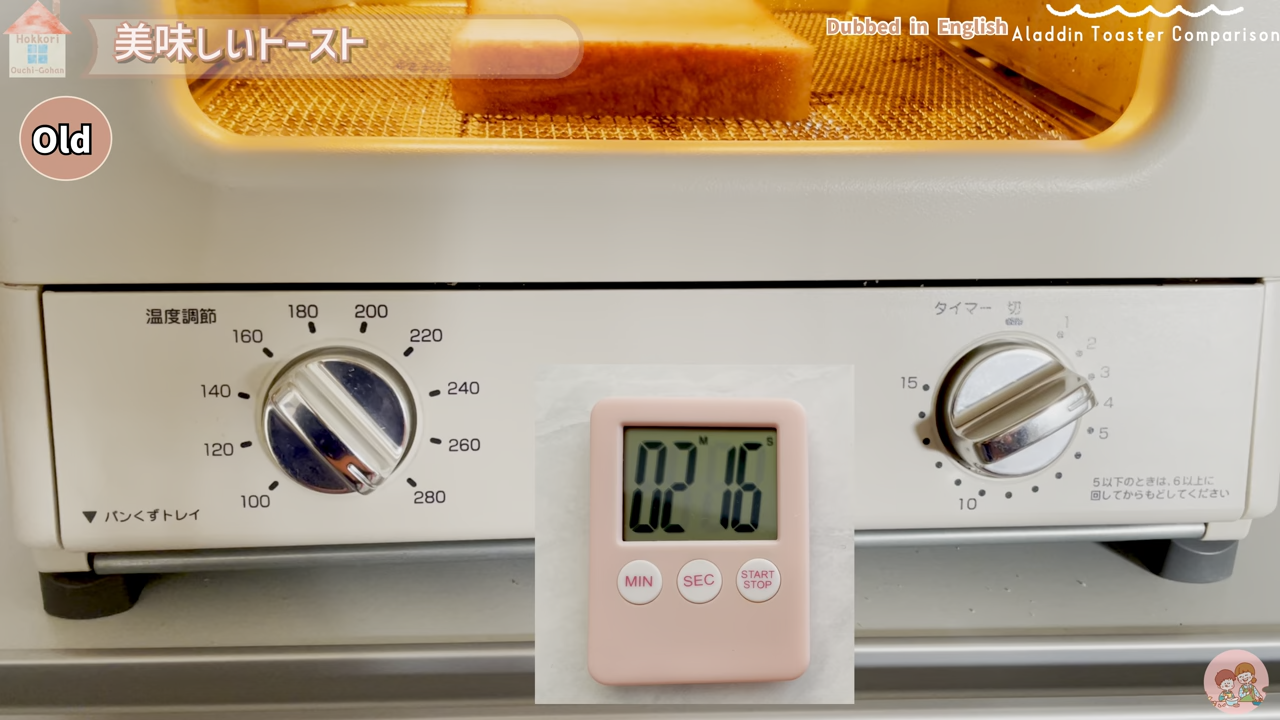 Hokkori
Ouchi-Gohan
美味しいトースト
Dubbed in English
Aladdin Toaster Comparison
Old
温度調節
100
120
140
160
180
200
220
240
260
280
▼ パンくずトレイ
タイマー 切
1
2
3
4
5
10
15
5以下のときは、6以上に
回してからもどしてください
M S
02 16
MIN
SEC
START
STOP